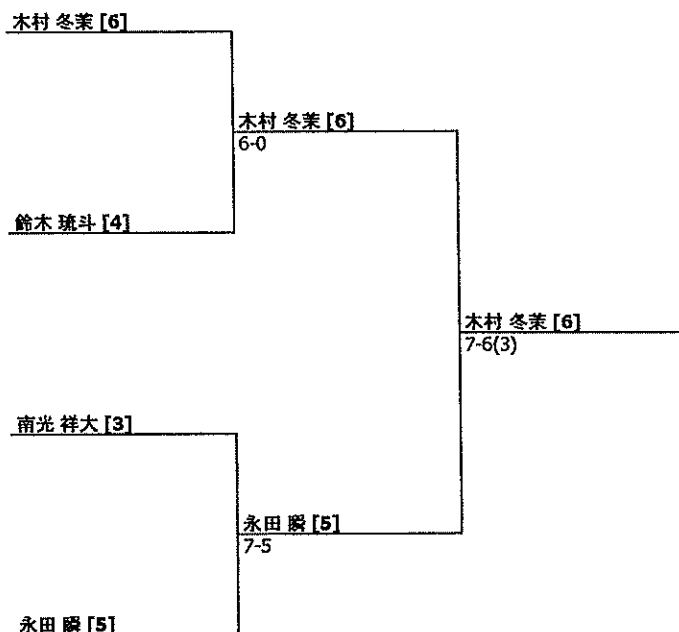 木村 冬茉 [6]
木村 冬茉 [6]
6-0
鈴木 琉斗 [4]
木村 冬茉 [6]
7-6(3)
南光 祥大 [3]
永田 瞬 [5]
7-5
永田 瞬 [5]